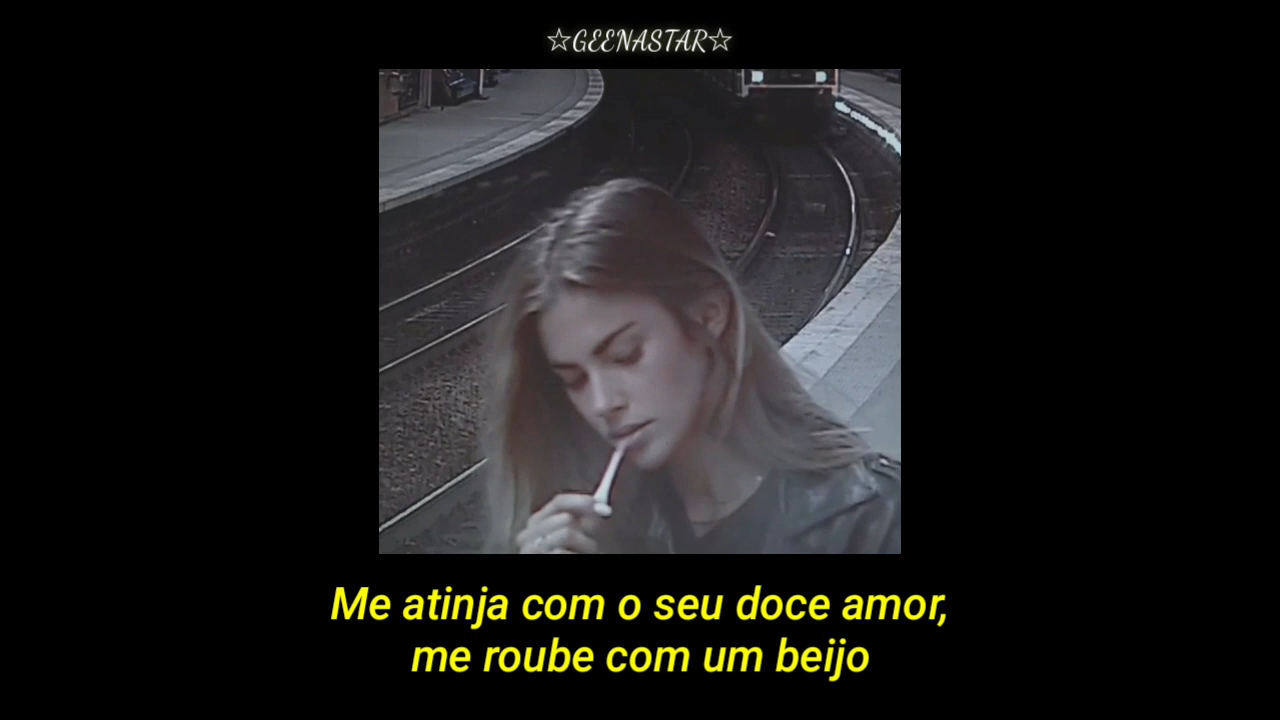 ☆GEENASTAR☆
Me atinja com o seu doce amor,
me roube com um beijo